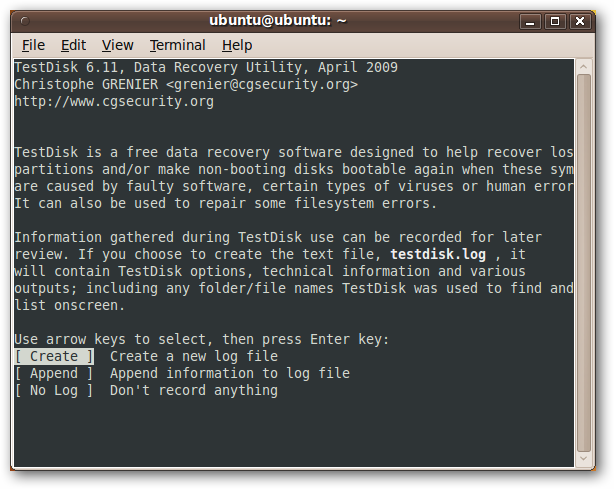 ubuntu@ubuntu: ~
File Edit View Terminal Help
TestDisk 6.11, Data Recovery Utility, April 2009
Christophe GRENIER <grenier@cgsecurity.org>
http://www.cgsecurity.org
TestDisk is a free data recovery software designed to help recover los
partitions and/or make non-booting disks bootable again when these sym
are caused by faulty software, certain types of viruses or human error
It can also be used to repair some filesystem errors.
Information gathered during TestDisk use can be recorded for later
review. If you choose to create the text file, testdisk.log , it
will contain TestDisk options, technical information and various
outputs; including any folder/file names TestDisk was used to find and
list onscreen.
Use arrow keys to select, then press Enter key:
[ Create ] Create a new log file
[ Append ] Append information to log file
[ No Log ] Don't record anything